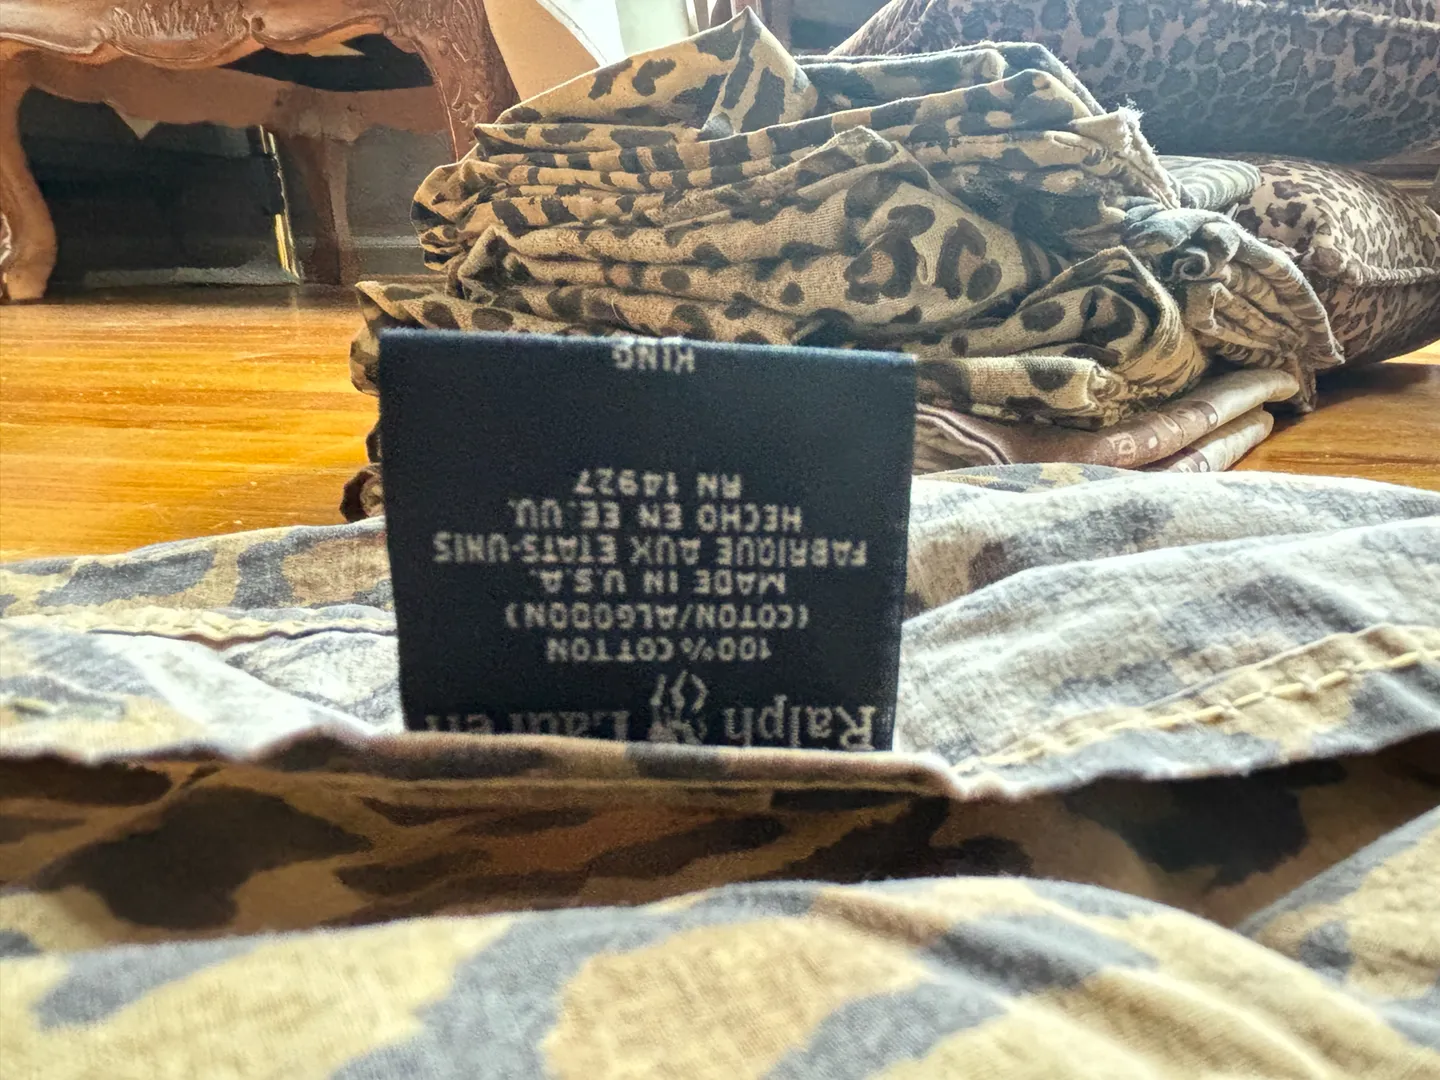 Ralph Lauren
100% COTTON
(COTON/ALGODON)
MADE IN U.S.A.
FABRIQUE AUX ETATS-UNIS
HECHO EN EE.UU.
RN 14927
KING